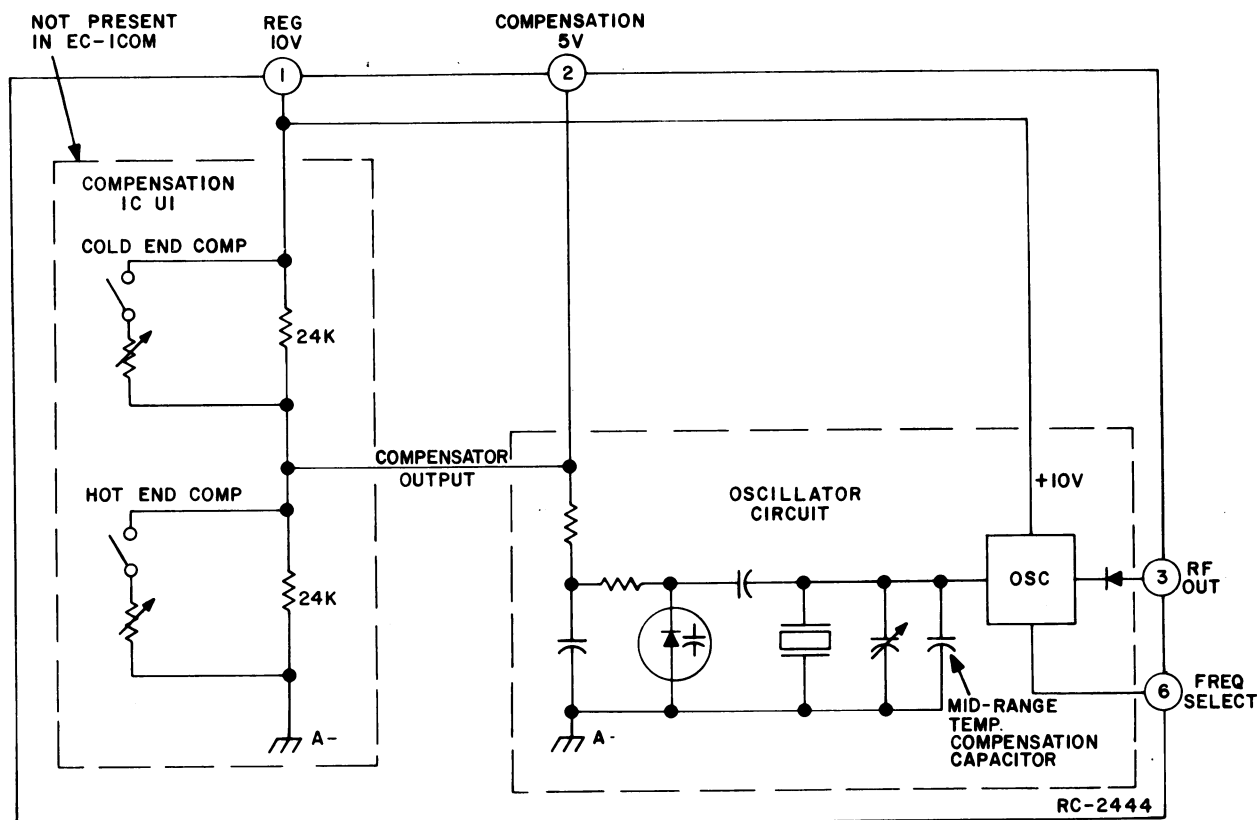 NOT PRESENT
IN EC-ICOM
REG
10V
1
COMPENSATION
5V
2
COMPENSATION
IC U1
COLD END COMP
24K
COMPENSATOR
OUTPUT
HOT END COMP
24K
A-
OSCILLATOR
CIRCUIT
+10V
OSC
3
RF
OUT
6
FREQ
SELECT
MID-RANGE
TEMP.
COMPENSATION
CAPACITOR
A-
RC-2444